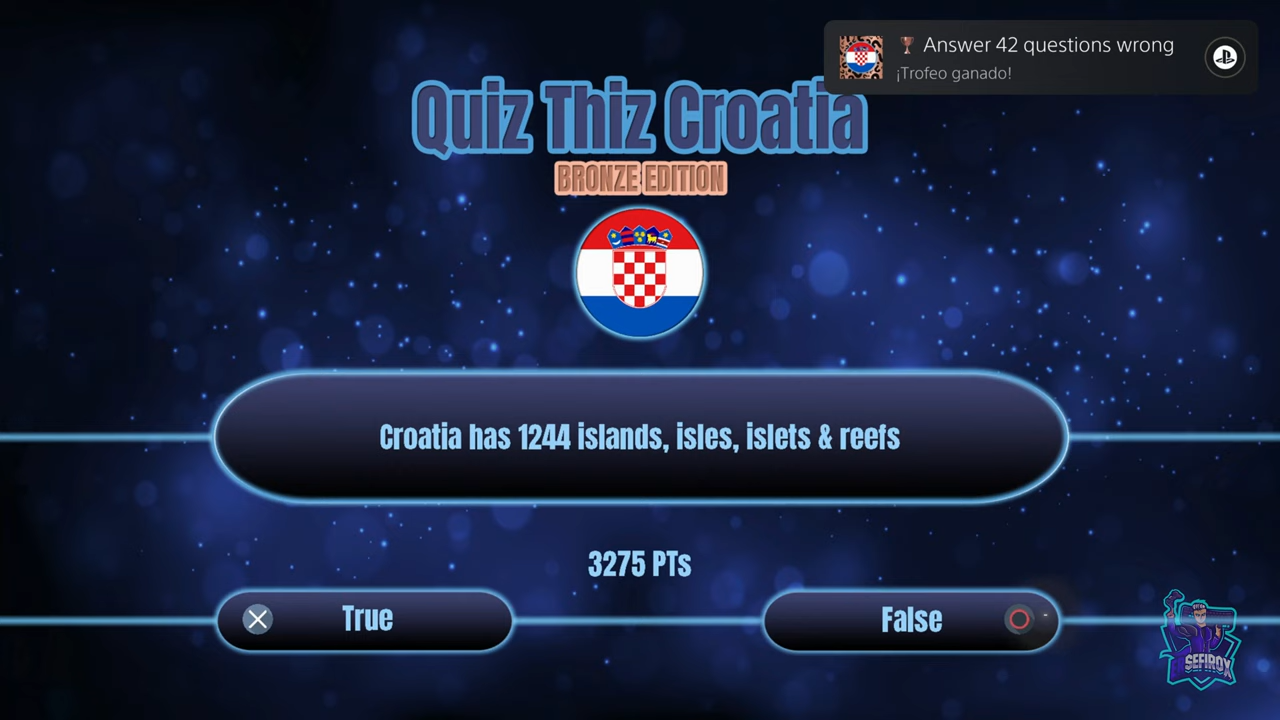 Answer 42 questions wrong
¡Trofeo ganado!
Quiz Thiz Croatia
BRONZE EDITION
Croatia has 1244 islands, isles, islets & reefs
3275 PTs
True
False
SEFIROX